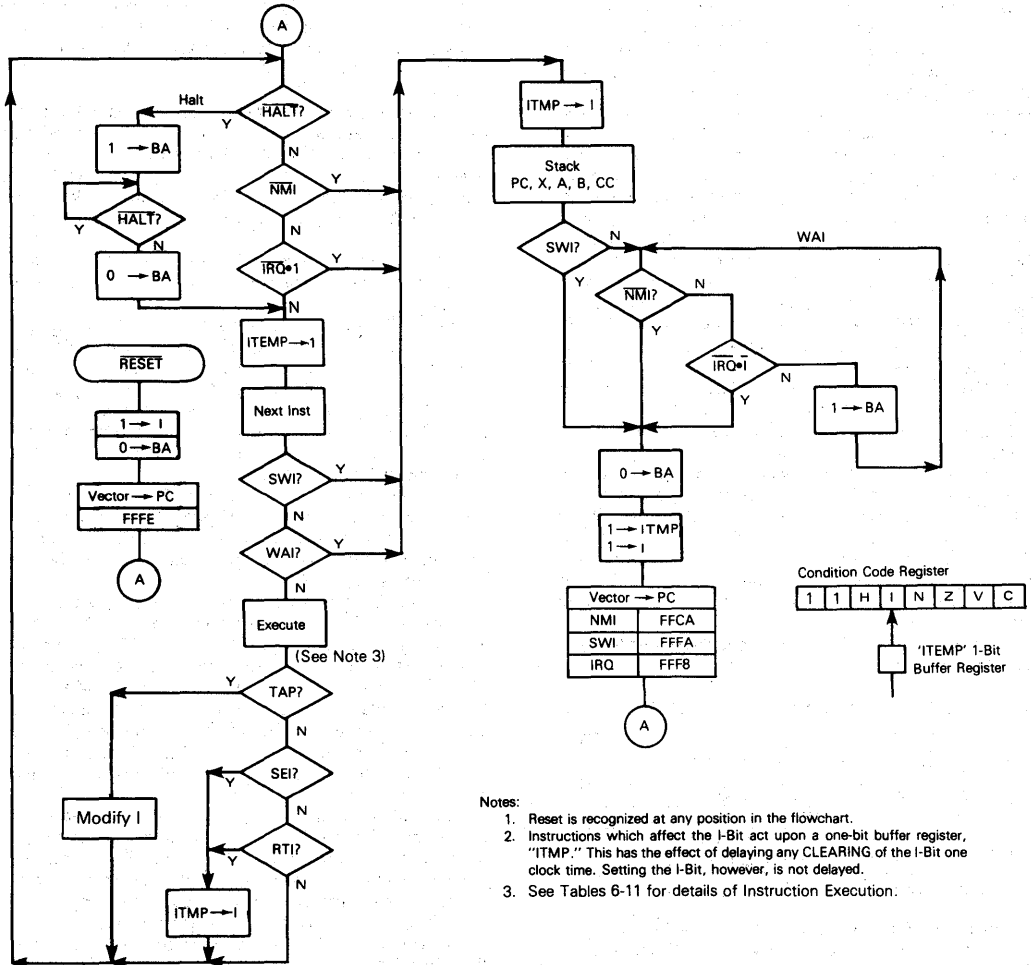 A
Halt
HALT?
Y
N
1 → BA
NMI
Y
N
HALT?
Y
N
IRQ•1
Y
N
0 → BA
ITEMP→1
RESET
1 → I
0→BA
Vector → PC
FFFE
A
Next Inst
SWI?
Y
N
WAI?
Y
N
Execute
(See Note 3)
TAP?
Y
N
SEI?
Y
N
Modify I
RTI?
Y
N
ITMP→I
ITMP → I
Stack
PC, X, A, B, CC
SWI?
N
Y
WAI
NMI?
N
Y
IRQ•I
N
Y
1 → BA
0 → BA
1 → ITMP
1 → I
Vector → PC
NMI FFCA
SWI FFFA
IRQ FFF8
A
Condition Code Register
1 1 H I N Z V C
'ITEMP' 1-Bit
Buffer Register
Notes:
1. Reset is recognized at any position in the flowchart.
2. Instructions which affect the I-Bit act upon a one-bit buffer register,
"ITMP." This has the effect of delaying any CLEARING of the I-Bit one
clock time. Setting the I-Bit, however, is not delayed.
3. See Tables 6-11 for details of Instruction Execution.